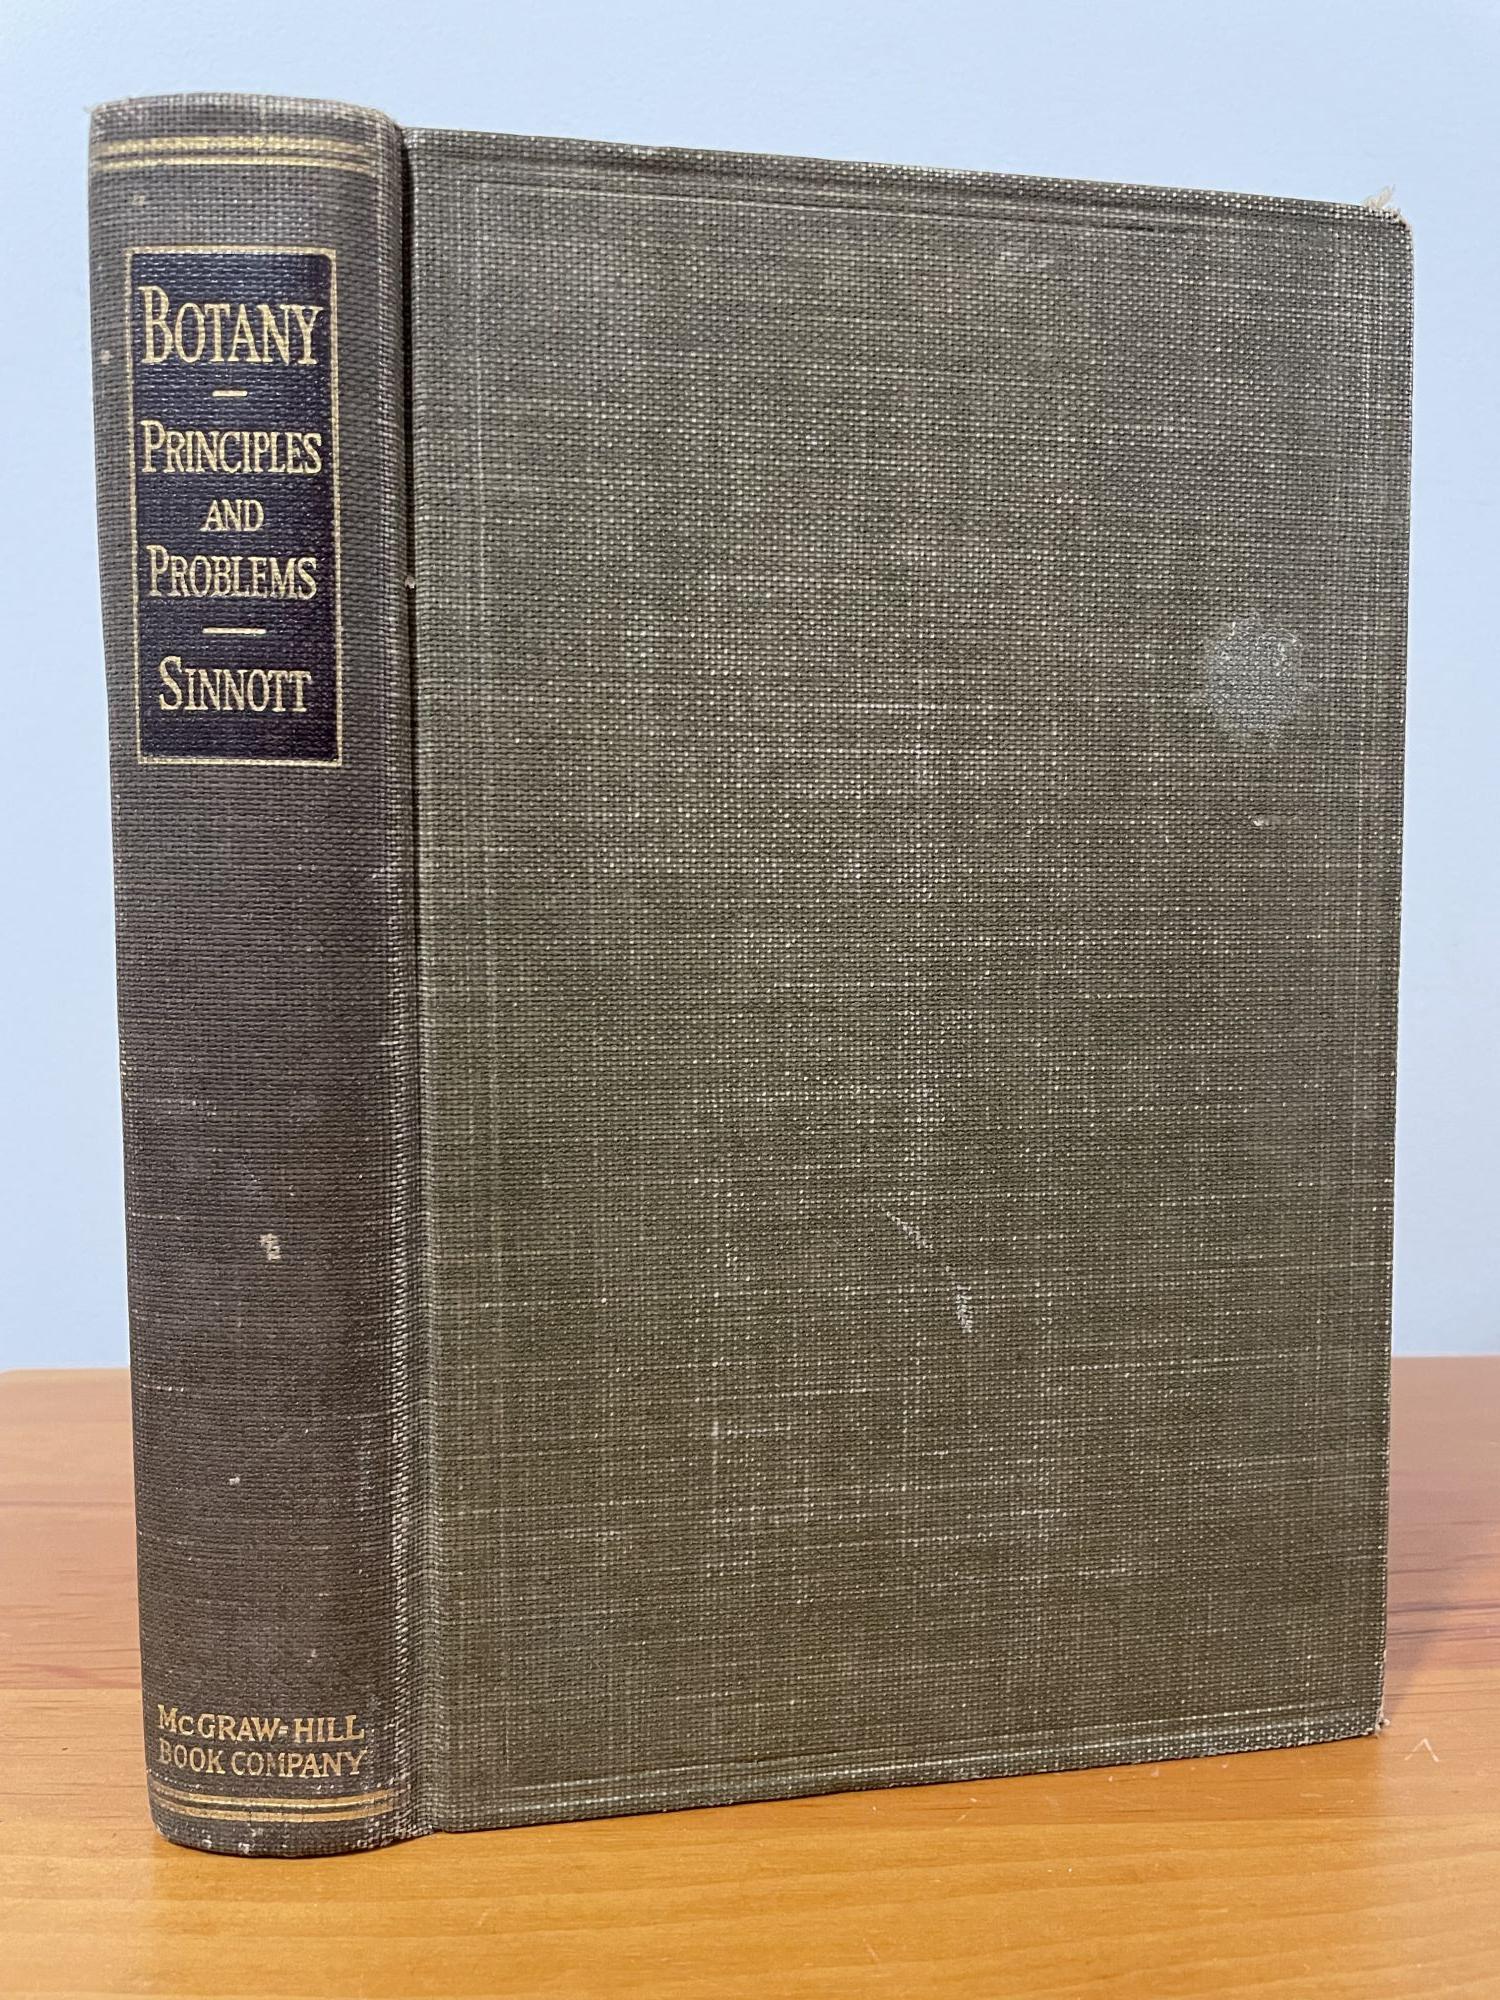 BOTANY
PRINCIPLES
AND
PROBLEMS
SINNOTT
MCGRAW-HILL
BOOK COMPANY